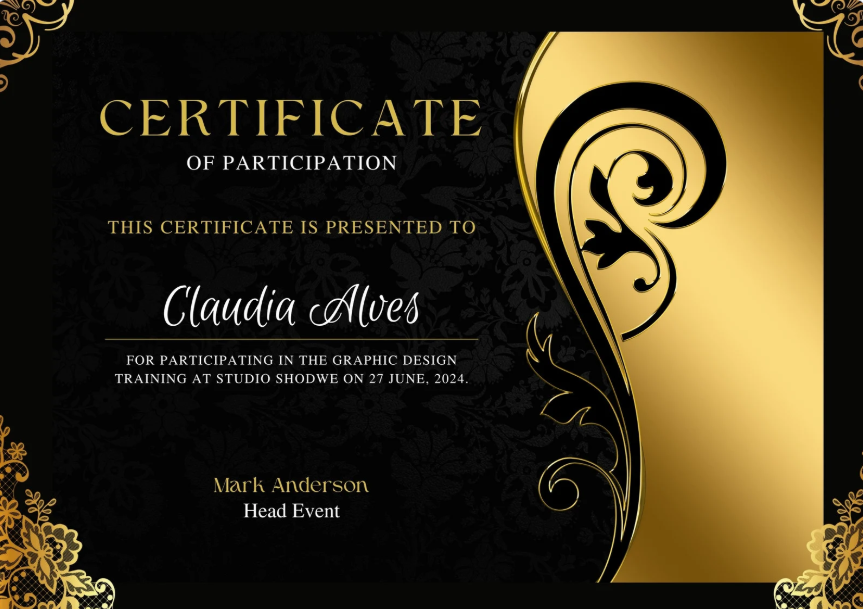 CERTIFICATE
OF PARTICIPATION
THIS CERTIFICATE IS PRESENTED TO
Claudia Alves
FOR PARTICIPATING IN THE GRAPHIC DESIGN
TRAINING AT STUDIO SHODWE ON 27 JUNE, 2024.
Mark Anderson
Head Event